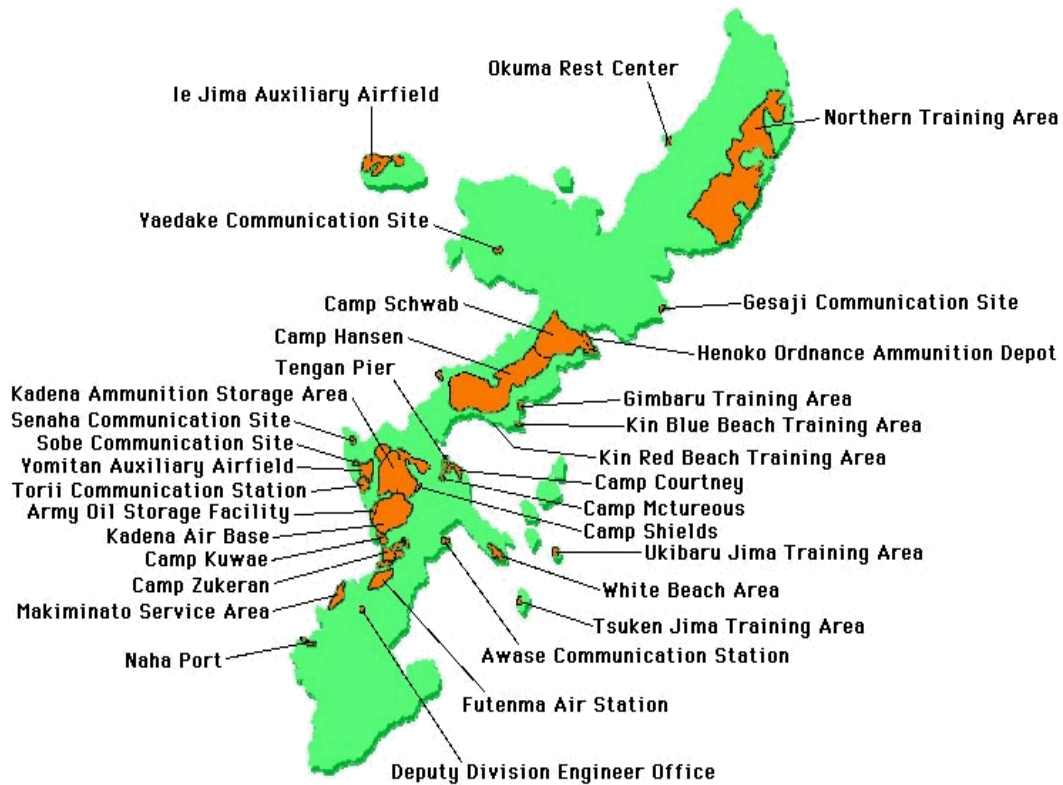 Okuma Rest Center
Ie Jima Auxiliary Airfield
Northern Training Area
Yaedake Communication Site
Camp Schwab
Gesaji Communication Site
Camp Hansen
Henoko Ordnance Ammunition Depot
Tengan Pier
Kadena Ammunition Storage Area
Gimbaru Training Area
Senaha Communication Site
Kin Blue Beach Training Area
Sobe Communication Site
Kin Red Beach Training Area
Yomitan Auxiliary Airfield
Camp Courtney
Torii Communication Station
Camp Mctureous
Army Oil Storage Facility
Camp Shields
Kadena Air Base
Ukibaru Jima Training Area
Camp Kuwae
Camp Zukeran
White Beach Area
Makiminato Service Area
Tsuken Jima Training Area
Naha Port
Awase Communication Station
Futenma Air Station
Deputy Division Engineer Office